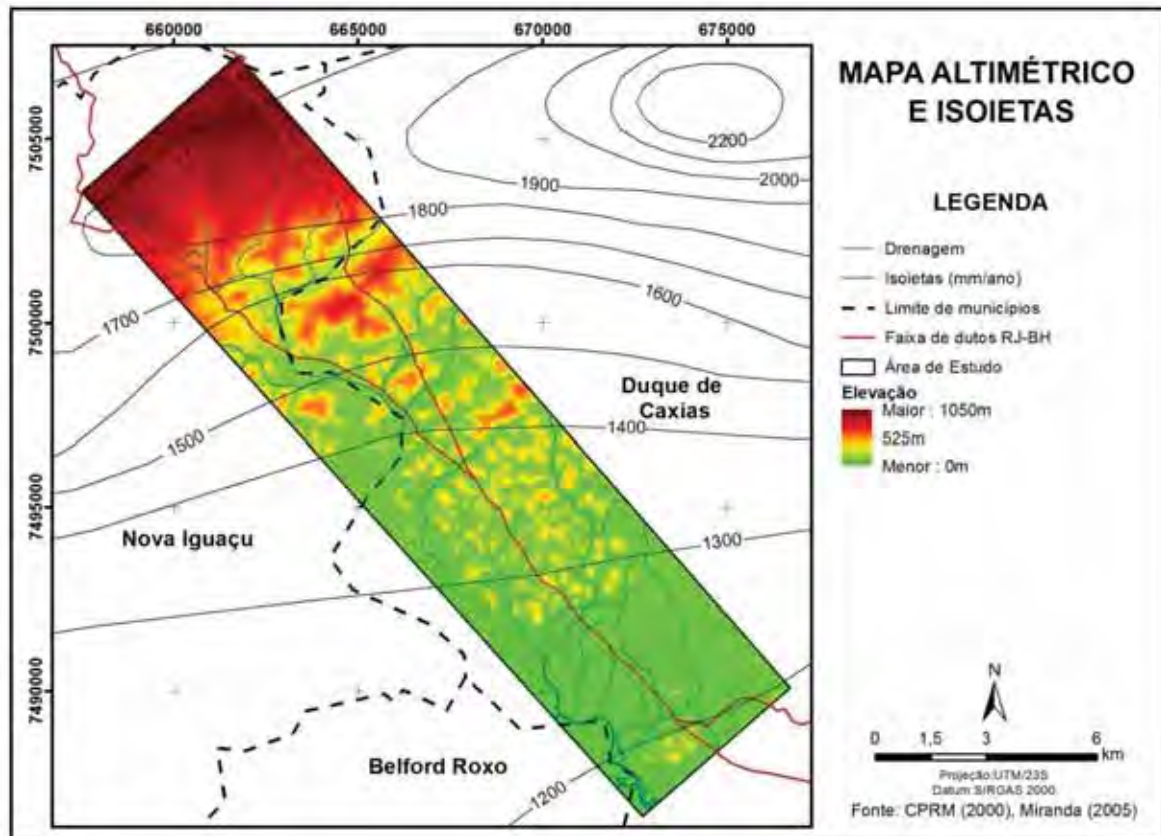 660000 665000 670000 675000
7505000
7500000
7495000
7490000
MAPA ALTIMÉTRICO
E ISOIETAS
LEGENDA
Drenagem
Isoietas (mm/ano)
Limite de municípios
Faixa de dutos RJ-BH
Área de Estudo
Elevação
Maior : 1050m
525m
Menor : 0m
2200
2000
1900
1800
1700
1600
1500
1400
1300
1200
Duque de
Caxias
Nova Iguaçu
Belford Roxo
N
0 1,5 3 6
km
Projeção:UTM/23S
Datum:SIRGAS 2000
Fonte: CPRM (2000), Miranda (2005)